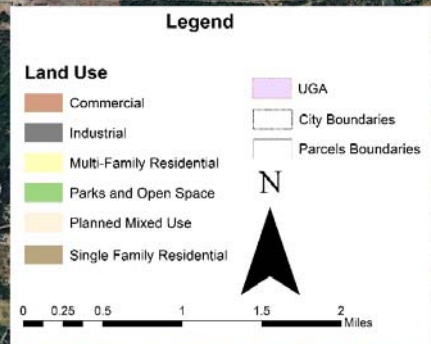 Legend
Land Use
Commercial
Industrial
Multi-Family Residential
Parks and Open Space
Planned Mixed Use
Single Family Residential
UGA
City Boundaries
Parcels Boundaries
N
0 0.25 0.5 1 1.5 2
Miles